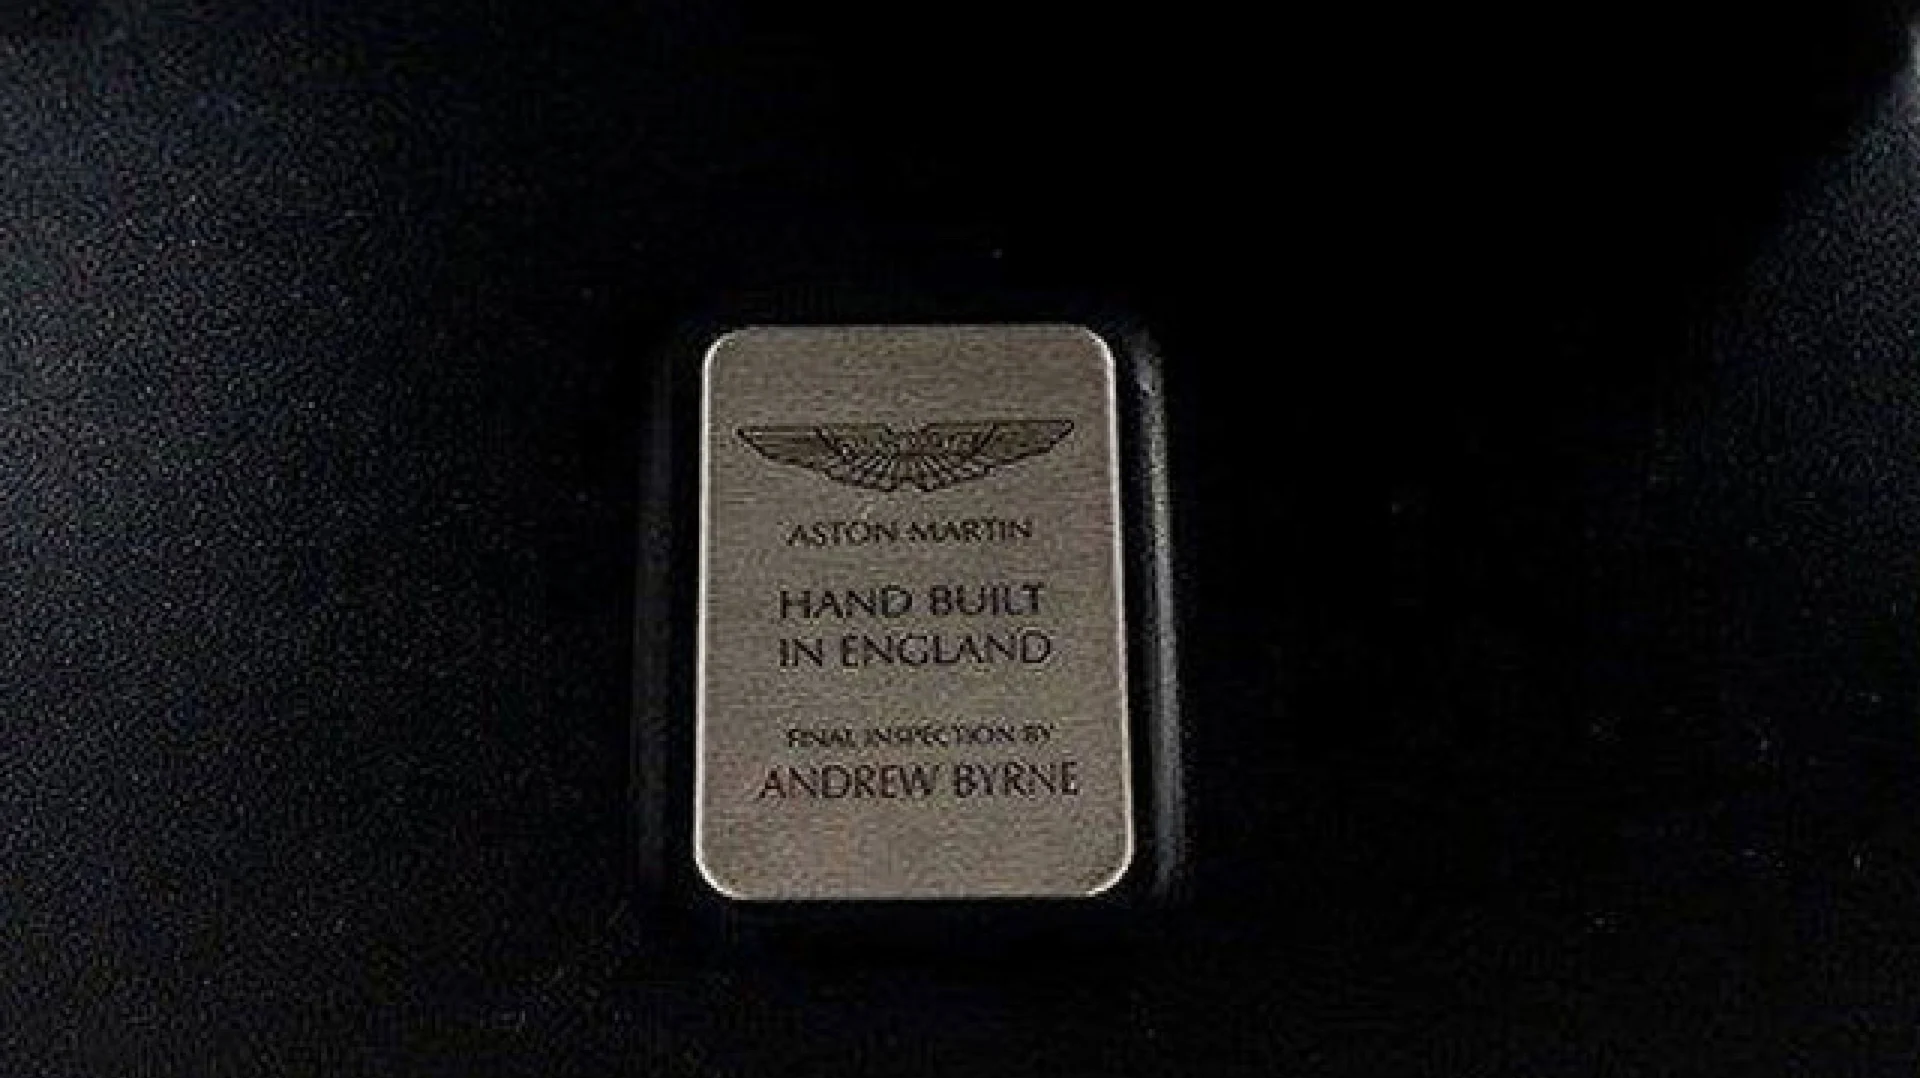 ASTON MARTIN
HAND BUILT
IN ENGLAND
FINAL INSPECTION BY
ANDREW BYRNE